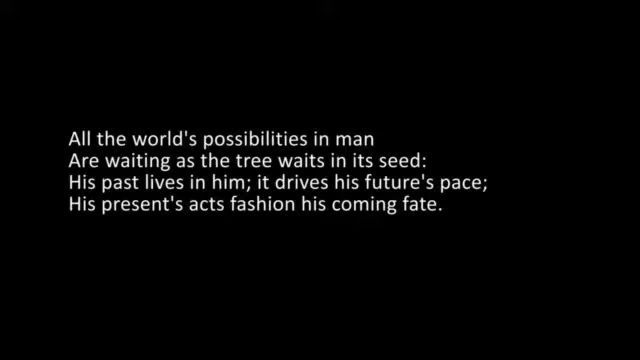 All the world's possibilities in man
Are waiting as the tree waits in its seed:
His past lives in him; it drives his future's pace;
His present's acts fashion his coming fate.